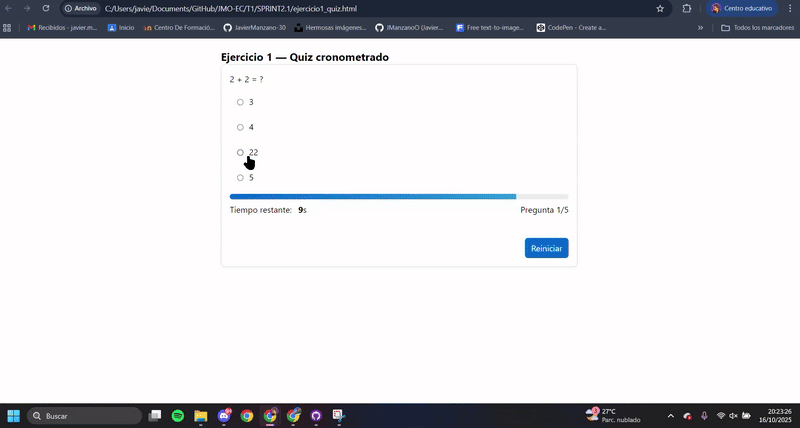 Archivo
C:/Users/javie/Documents/GitHub/JMO-EC/T1/SPRINT2.1/ejercicio1_quiz.html
Centro educativo
Recibidos – javier.m...
Inicio
Centro De Formació...
JavierManzano-30
Hermosas imágenes...
JManzanoO (Javier...
Free text-to-image...
CodePen - Create a...
»
Todos los marcadores
Ejercicio 1 — Quiz cronometrado
2 + 2 = ?
3
4
22
5
Tiempo restante: 9s
Pregunta 1/5
Reiniciar
Buscar
27°C
Parc. nublado
20:23:26
16/10/2025